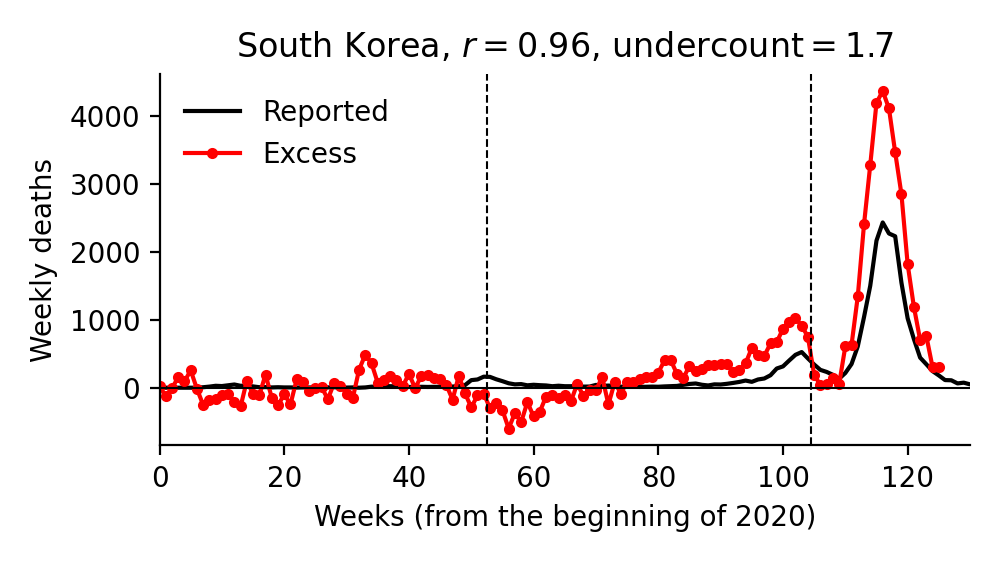 South Korea, r = 0.96, undercount = 1.7
Weekly deaths
4000
3000
2000
1000
0
Reported
Excess
0 20 40 60 80 100 120
Weeks (from the beginning of 2020)